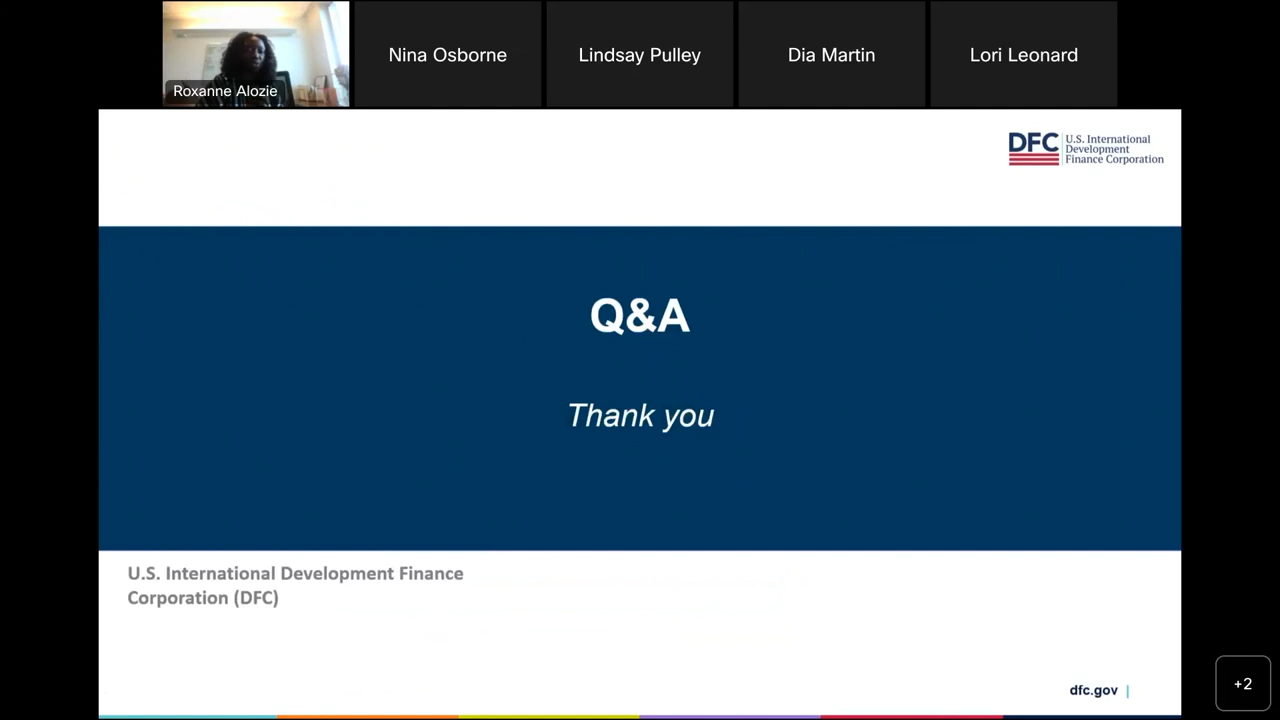 Roxanne Alozie
Nina Osborne
Lindsay Pulley
Dia Martin
Lori Leonard
DFC
U.S. International
Development
Finance Corporation
Q&A
Thank you
U.S. International Development Finance
Corporation (DFC)
dfc.gov |
+2